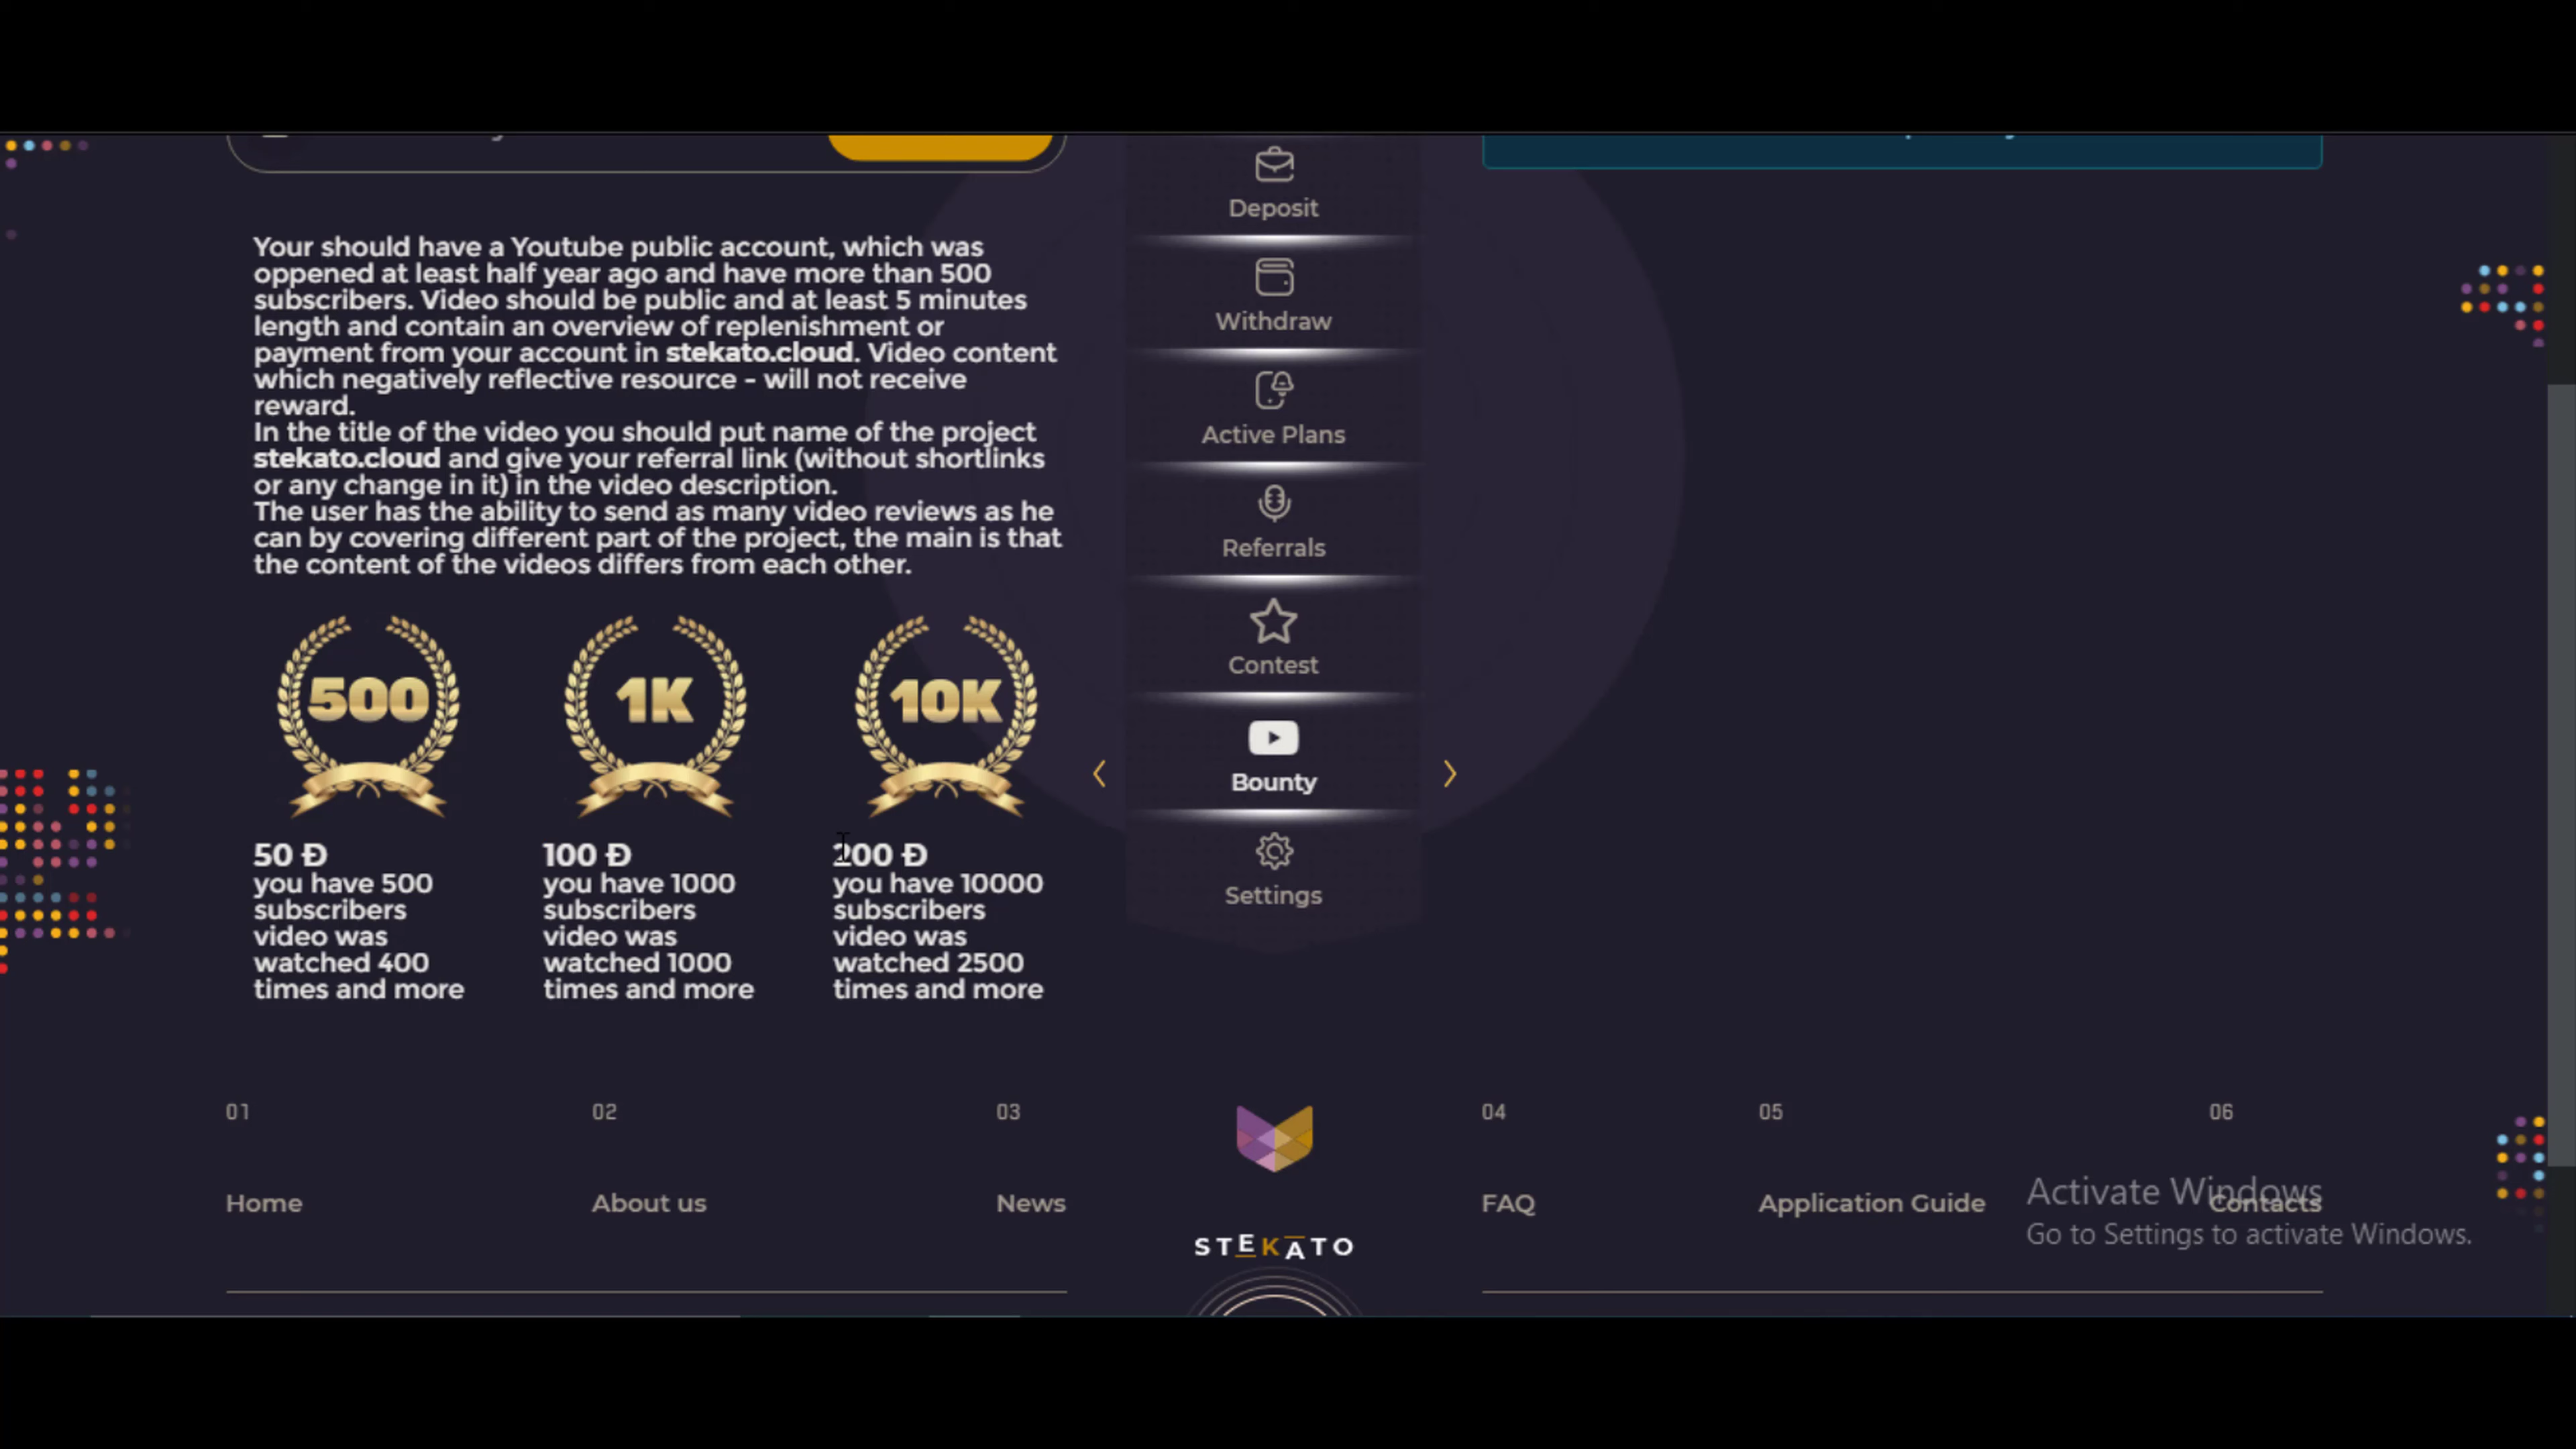 Your should have a Youtube public account, which was
oppened at least half year ago and have more than 500
subscribers. Video should be public and at least 5 minutes
length and contain an overview of replenishment or
payment from your account in stekato.cloud. Video content
which negatively reflective resource - will not receive
reward.
In the title of the video you should put name of the project
stekato.cloud and give your referral link (without shortlinks
or any change in it) in the video description.
The user has the ability to send as many video reviews as he
can by covering different part of the project, the main is that
the content of the videos differs from each other.
500
1K
10K
50 Đ
you have 500
subscribers
video was
watched 400
times and more
100 Đ
you have 1000
subscribers
video was
watched 1000
times and more
200 Đ
you have 10000
subscribers
video was
watched 2500
times and more
Deposit
Withdraw
Active Plans
Referrals
Contest
Bounty
Settings
01
Home
02
About us
03
News
STEKATO
04
FAQ
05
Application Guide
06
Contacts
Activate Windows
Go to Settings to activate Windows.